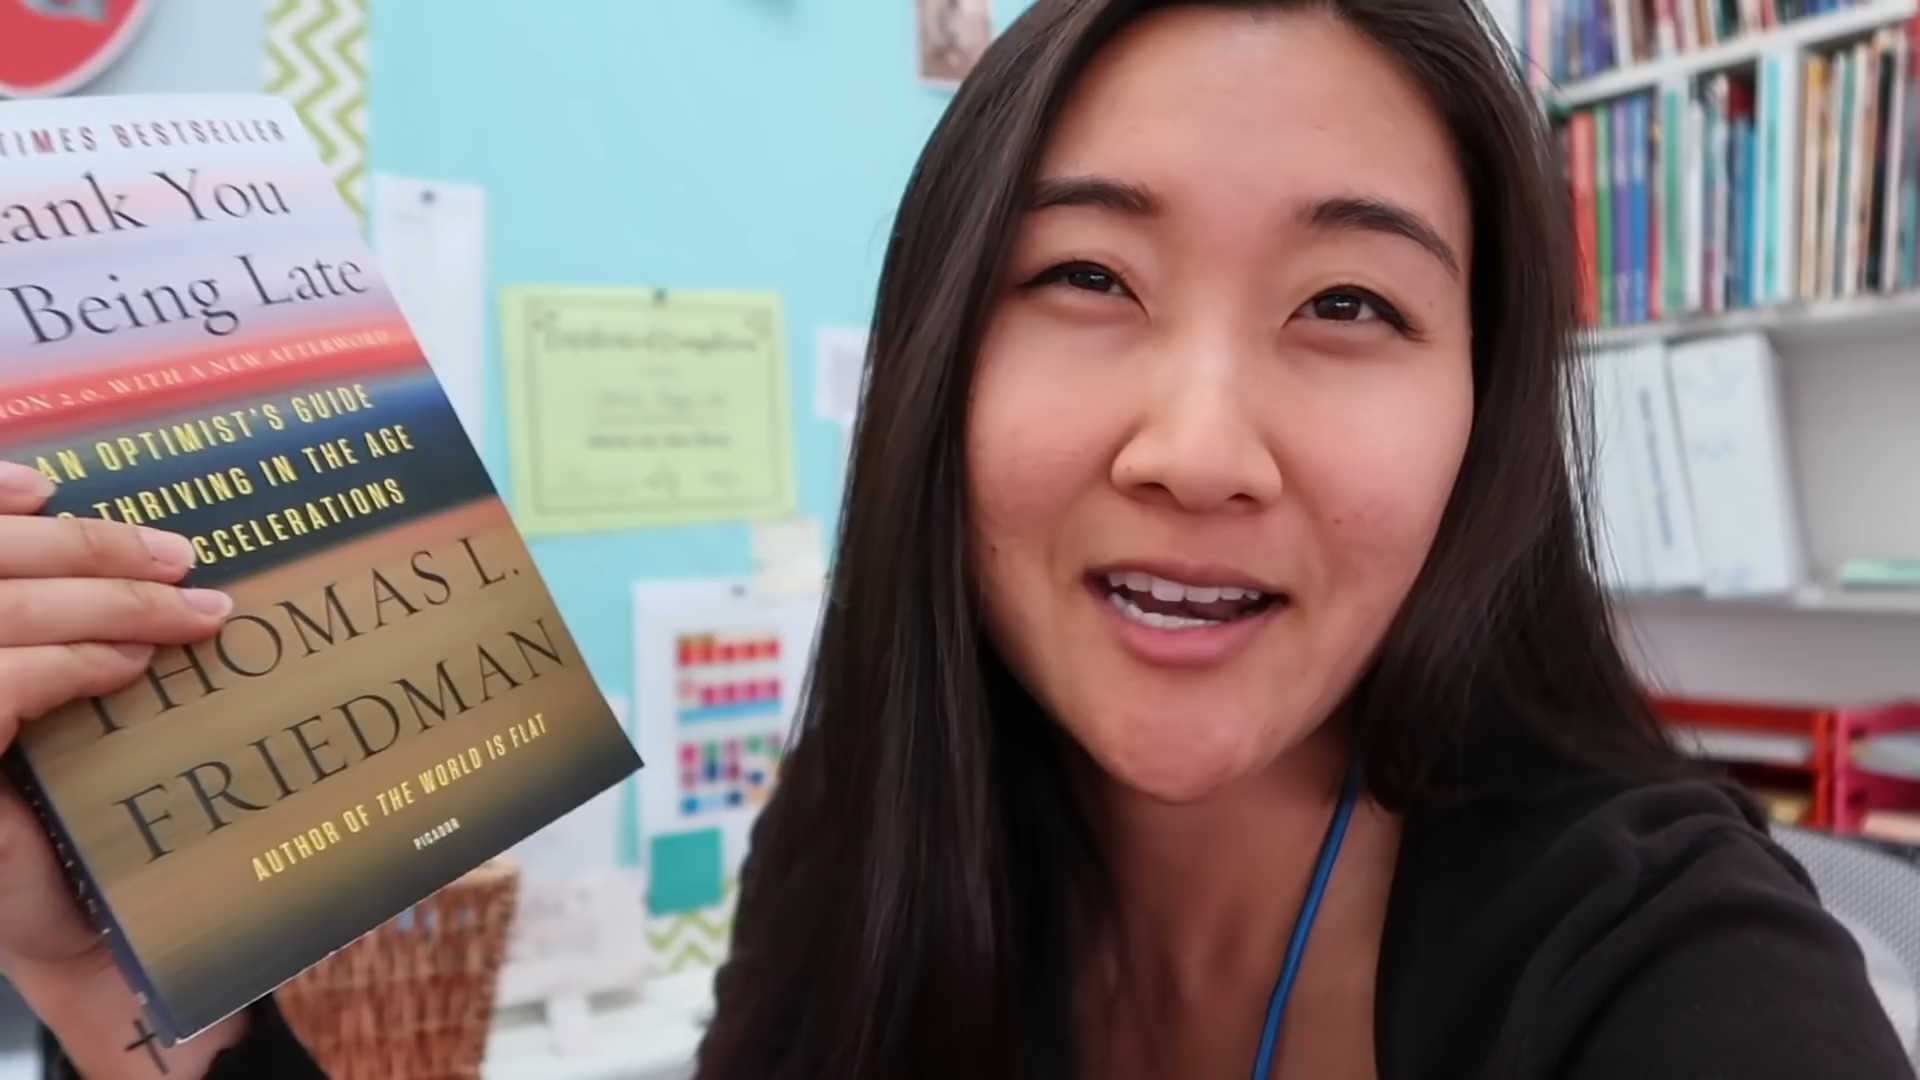 TIMES BESTSELLER
ank You
Being Late
ION 2.0, WITH A NEW AFTERWORD
AN OPTIMIST'S GUIDE
THRIVING IN THE AGE
CCELERATIONS
THOMAS L.
FRIEDMAN
AUTHOR OF THE WORLD IS FLAT
PICADOR